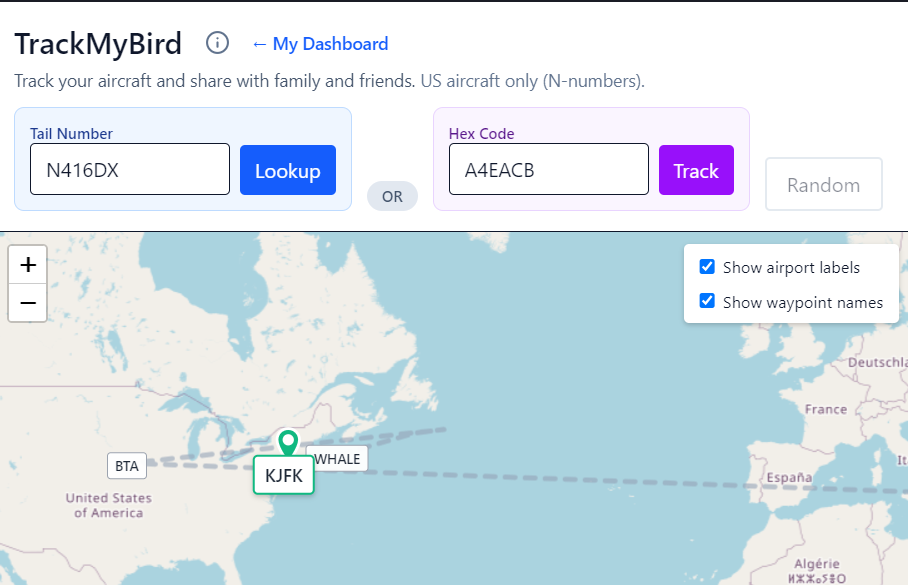 TrackMyBird
← My Dashboard
Track your aircraft and share with family and friends. US aircraft only (N-numbers).
Tail Number
N416DX
Lookup
OR
Hex Code
A4EACB
Track
Random
+
−
Show airport labels
Show waypoint names
Deutschla
France
WHALE
BTA
KJFK
España
Ita
United States
of America
Algérie
ⵍⵣⵣⴰⵢⴻⵔ